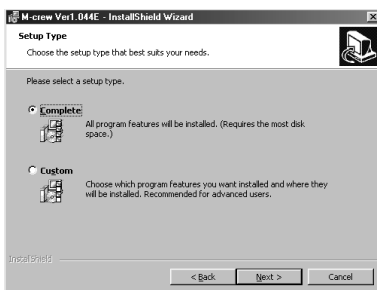 M-crew Ver1.044E - InstallShield Wizard
Setup Type
Choose the setup type that best suits your needs.
Please select a setup type.
Complete
All program features will be installed. (Requires the most disk
space.)
Custom
Choose which program features you want installed and where they
will be installed. Recommended for advanced users.
InstallShield
< Back
Next >
Cancel